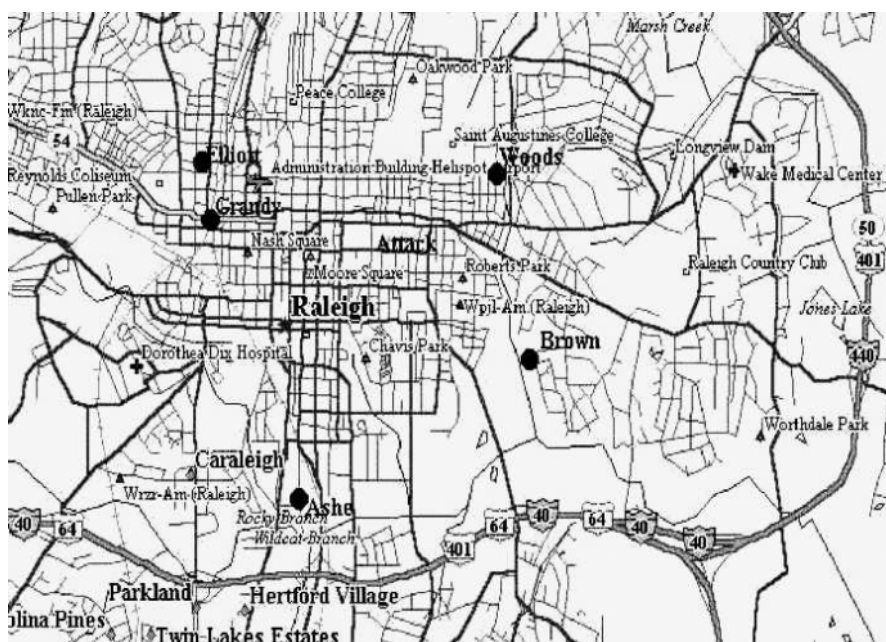 Marsh Creek
Oakwood Park
Peace College
Wknc-Fm (Raleigh)
54
Saint Augustines College
Elliott
Longview Dam
Woods
Administration Building Helispot
Reynolds Coliseum
Wake Medical Center
Pullen Park
Grandy
50
Nash Square
Attack
401
Moore Square
Roberts Park
Raleigh Country Club
Raleigh
Wpjl-Am (Raleigh)
Jones Lake
Brown
Dorothea Dix Hospital
Chavis Park
440
Worthdale Park
Caraleigh
Wrzr-Am (Raleigh)
Ashe
Rocky Branch
40
64
64
40
64
40
Wildcat Branch
401
40
Parkland
Hertford Village
olina Pines
Twin Lakes Estates